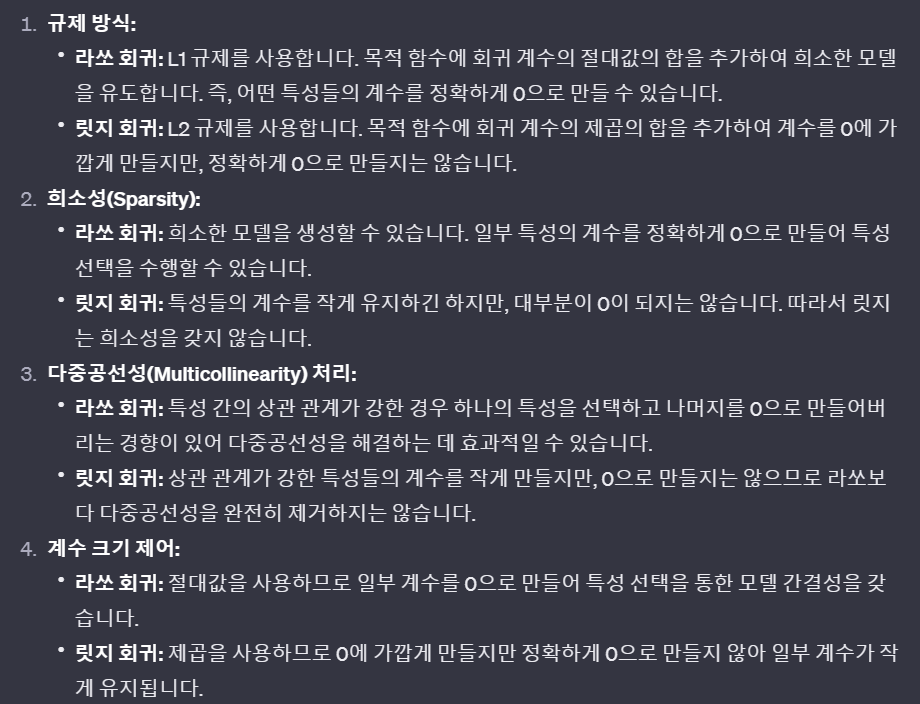 1. 규제 방식:
• 라쏘 회귀: L1 규제를 사용합니다. 목적 함수에 회귀 계수의 절대값의 합을 추가하여 희소한 모델
을 유도합니다. 즉, 어떤 특성들의 계수를 정확하게 0으로 만들 수 있습니다.
• 릿지 회귀: L2 규제를 사용합니다. 목적 함수에 회귀 계수의 제곱의 합을 추가하여 계수를 0에 가
깝게 만들지만, 정확하게 0으로 만들지는 않습니다.
2. 희소성(Sparsity):
• 라쏘 회귀: 희소한 모델을 생성할 수 있습니다. 일부 특성의 계수를 정확하게 0으로 만들어 특성
선택을 수행할 수 있습니다.
• 릿지 회귀: 특성들의 계수를 작게 유지하긴 하지만, 대부분이 0이 되지는 않습니다. 따라서 릿지
는 희소성을 갖지 않습니다.
3. 다중공선성(Multicollinearity) 처리:
• 라쏘 회귀: 특성 간의 상관 관계가 강한 경우 하나의 특성을 선택하고 나머지를 0으로 만들어버
리는 경향이 있어 다중공선성을 해결하는 데 효과적일 수 있습니다.
• 릿지 회귀: 상관 관계가 강한 특성들의 계수를 작게 만들지만, 0으로 만들지는 않으므로 라쏘보
다 다중공선성을 완전히 제거하지는 않습니다.
4. 계수 크기 제어:
• 라쏘 회귀: 절대값을 사용하므로 일부 계수를 0으로 만들어 특성 선택을 통한 모델 간결성을 갖
습니다.
• 릿지 회귀: 제곱을 사용하므로 0에 가깝게 만들지만 정확하게 0으로 만들지 않아 일부 계수가 작
게 유지됩니다.